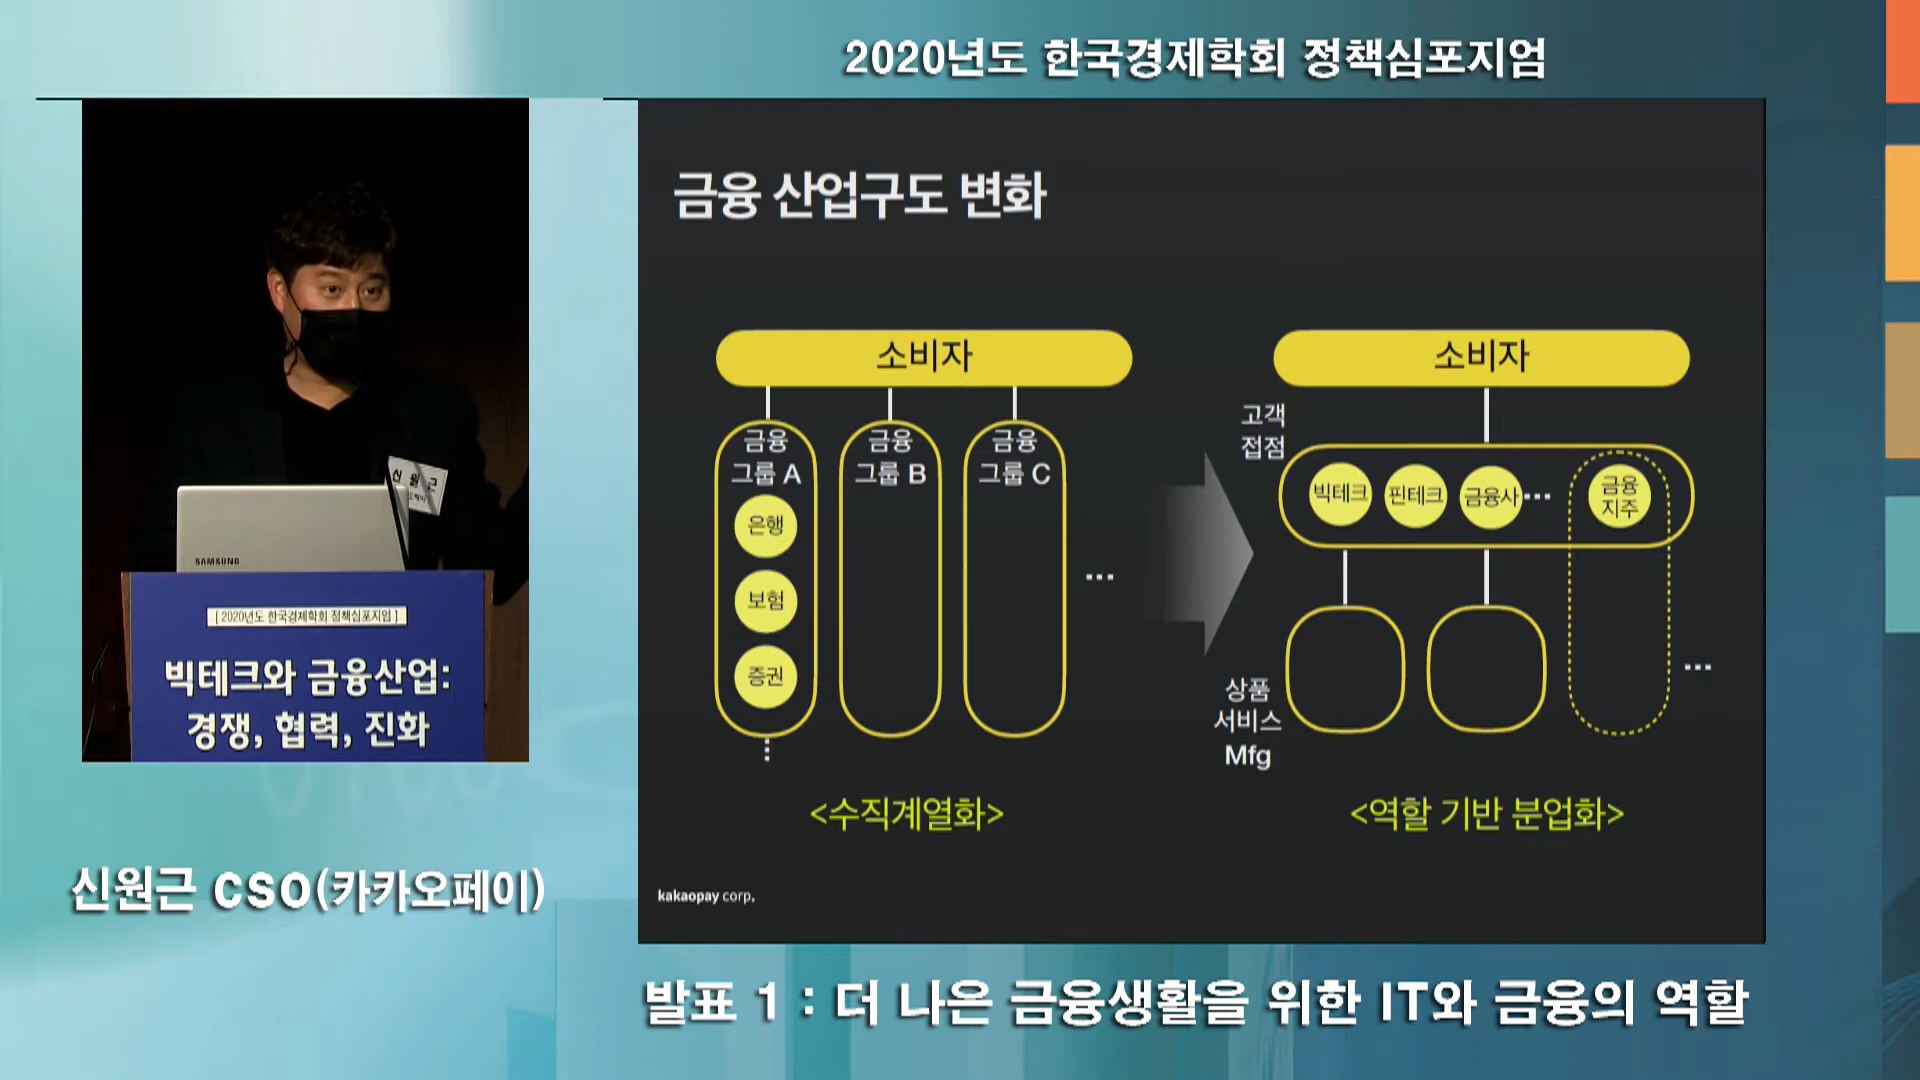 2020년도 한국경제학회 정책심포지엄
금융 산업구도 변화
소비자
금융
그룹 A
은행
보험
증권
금융
그룹 B
금융
그룹 C
...
<수직계열화>
소비자
고객
접점
빅테크
핀테크
금융사
...
금융
지주
상품
서비스
Mfg
...
<역할 기반 분업화>
kakaopay corp.
SAMSUNG
[ 2020년도 한국경제학회 정책심포지엄 ]
빅테크와 금융산업:
경쟁, 협력, 진화
신원근 CSO(카카오페이)
발표 1 : 더 나은 금융생활을 위한 IT와 금융의 역할